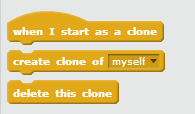 when I start as a clone
create clone of myself
delete this clone